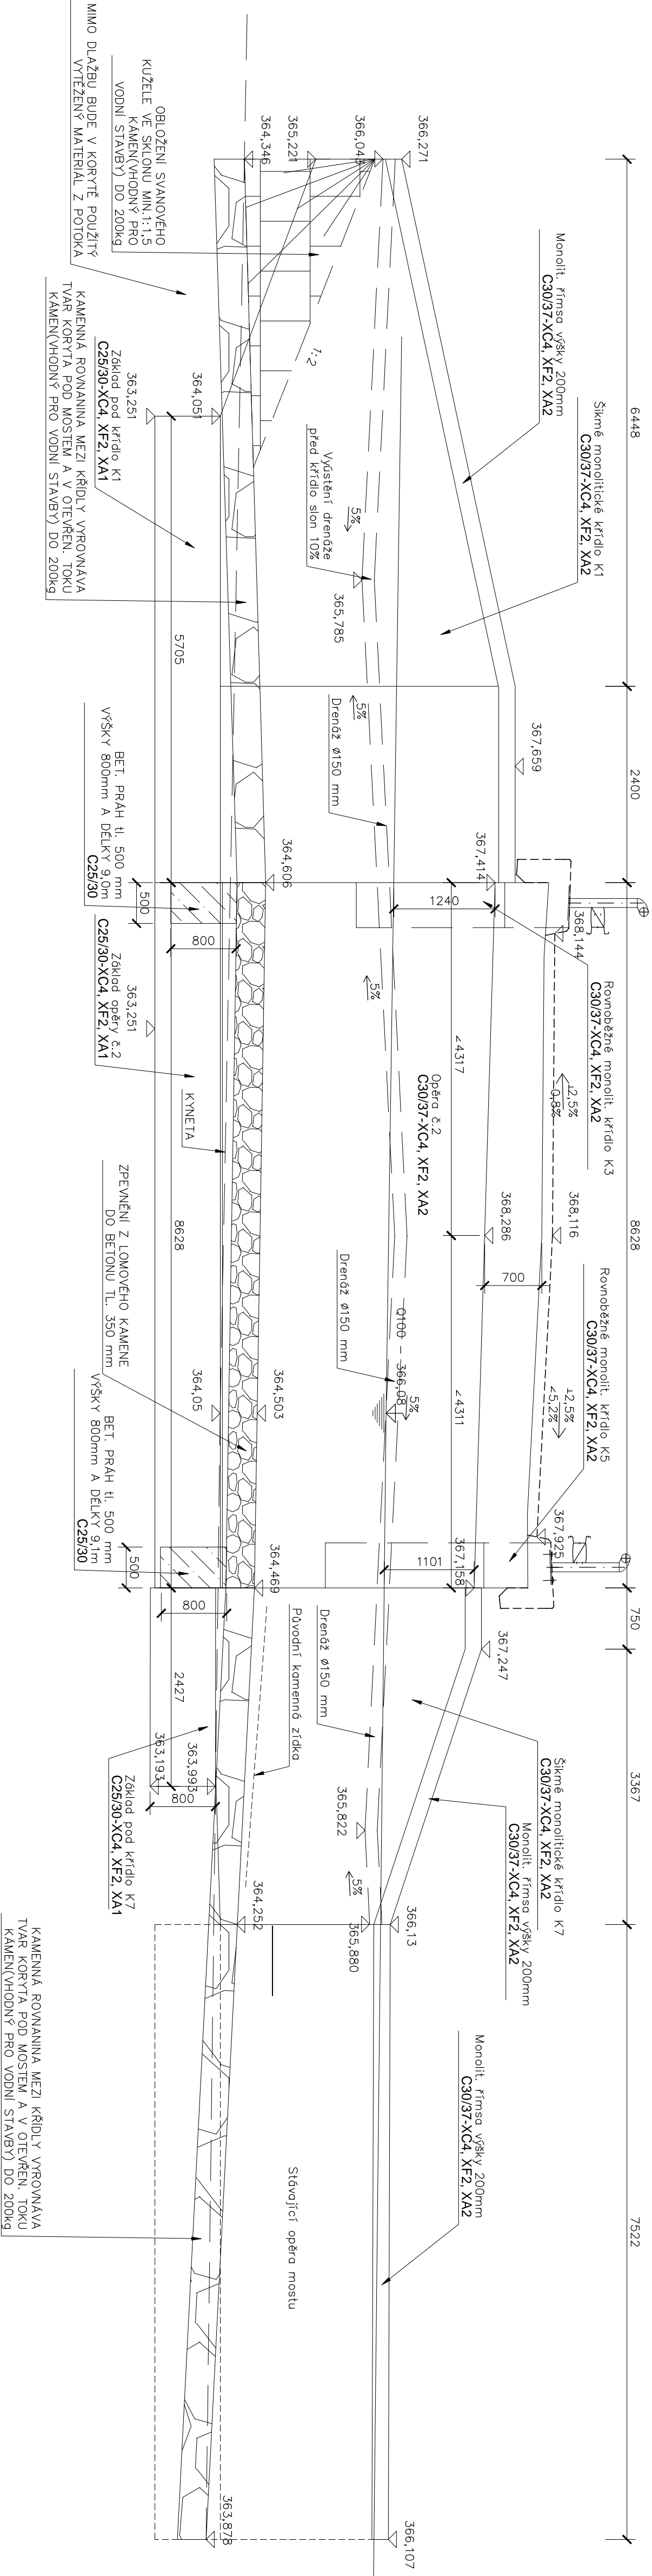 6448
2400
8628
750
3367
7522
Monolit. římsa výšky 200mm
C30/37-XC4, XF2, XA2
Šikmé monolitické křídlo K1
C30/37-XC4, XF2, XA2
Rovnoběžné monolit. křídlo K3
C30/37-XC4, XF2, XA2
Rovnoběžné monolit. křídlo K5
C30/37-XC4, XF2, XA2
Šikmé monolitické křídlo K7
C30/37-XC4, XF2, XA2
Monolit. římsa výšky 200mm
C30/37-XC4, XF2, XA2
Monolit. římsa výšky 200mm
C30/37-XC4, XF2, XA2
366,271
365,221
364,346
367,659
367,414
368,144
368,116
368,286
367,925
367,158
367,247
366,13
365,880
366,107
2,5%
0,8%
2,5%
5,2%
700
1240
1101
4317
4311
Opěra č.2
C30/37-XC4, XF2, XA2
Q100 – 366,08
1:2
Vyústění drenáže
před křídlo slon 10%
5%
365,785
5%
Drenáž ø150 mm
5%
Drenáž ø150 mm
5%
Drenáž ø150 mm
365,822
5%
Původní kamenná zídka
Stávající opěra mostu
364,606
364,503
364,469
364,252
363,878
364,051
363,251
363,251
364,05
363,993
363,193
5705
8628
2427
500
800
500
800
800
OBLOŽENÍ SVANOVÉHO
KUŽELE VE SKLONU MIN.1:1,5
KÁMEN(VHODNÝ PRO
VODNÍ STAVBY) DO 200kg
MIMO DLAŽBU BUDE V KORYTĚ POUŽITÝ
VYTĚŽENÝ MATERIÁL Z POTOKA
KAMENNÁ ROVNANINA MEZI KŘÍDLY VYROVNÁVA
TVAR KORYTA POD MOSTEM A V OTEVŘEN. TOKU
KÁMEN(VHODNÝ PRO VODNÍ STAVBY) DO 200kg
Základ pod křídlo K1
C25/30-XC4, XF2, XA1
BET. PRÁH tl. 500 mm
VÝŠKY 800mm A DÉLKY 9,0m
C25/30
Základ opěry č.2
C25/30-XC4, XF2, XA1
KYNETA
ZPEVNĚNÍ Z LOMOVÉHO KAMENE
DO BETONU TL. 350 mm
BET. PRÁH tl. 500 mm
VÝŠKY 800mm A DÉLKY 9,1m
C25/30
Základ pod křídlo K7
C25/30-XC4, XF2, XA1
KAMENNÁ ROVNANINA MEZI KŘÍDLY VYROVNÁVA
TVAR KORYTA POD MOSTEM A V OTEVŘEN. TOKU
KÁMEN(VHODNÝ PRO VODNÍ STAVBY) DO 200kg